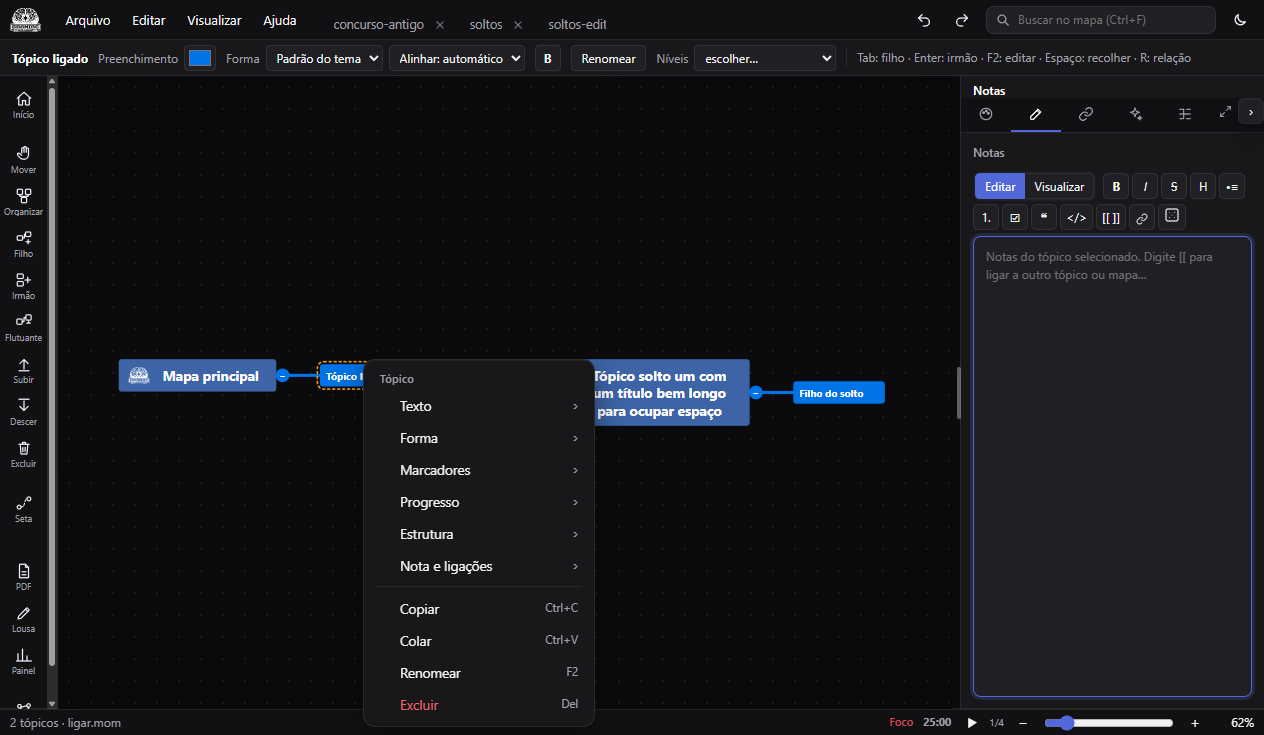 Arquivo Editar Visualizar Ajuda concurso-antigo × soltos × soltos-edit Buscar no mapa (Ctrl+F)
Tópico ligado Preenchimento Forma Padrão do tema Alinhar: automático B Renomear Níveis escolher... Tab: filho · Enter: irmão · F2: editar · Espaço: recolher · R: relação
Início
Mover
Organizar
Filho
Irmão
Flutuante
Subir
Descer
Excluir
Seta
PDF
Lousa
Painel
Mapa principal
Tópico l
Tópico solto um com
um título bem longo
para ocupar espaço
Filho do solto
Tópico
Texto ›
Forma ›
Marcadores ›
Progresso ›
Estrutura ›
Nota e ligações ›
Copiar Ctrl+C
Colar Ctrl+V
Renomear F2
Excluir Del
Notas
Notas
Editar Visualizar B I S H •≡
1. ❝ </> [[ ]]
Notas do tópico selecionado. Digite [[ para
ligar a outro tópico ou mapa...
2 tópicos · ligar.mom Foco 25:00 1/4 − + 62%